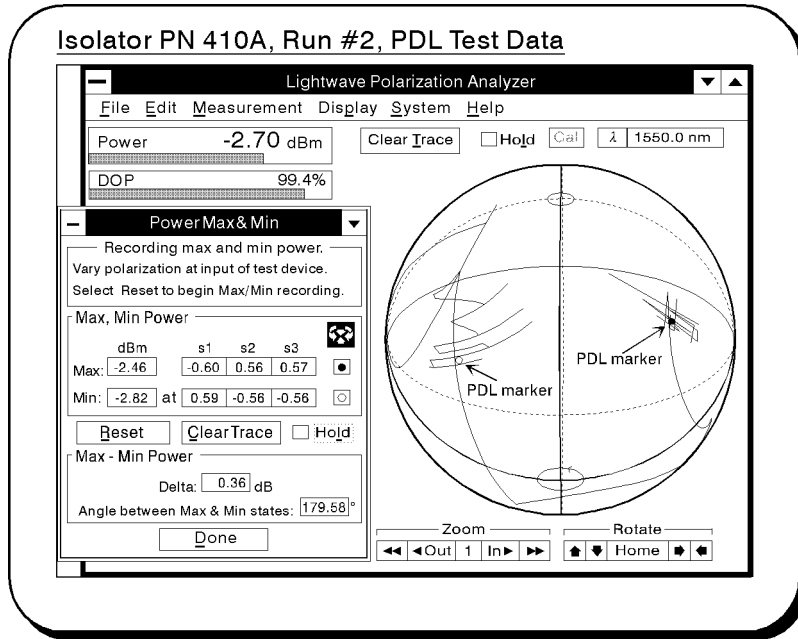 Isolator PN 410A, Run #2, PDL Test Data
Lightwave Polarization Analyzer
File Edit Measurement Display System Help
Power -2.70 dBm
Clear Trace Hold Cal λ 1550.0 nm
DOP 99.4%
Power Max & Min
Recording max and min power.
Vary polarization at input of test device.
Select Reset to begin Max/Min recording.
Max, Min Power
dBm s1 s2 s3
Max: -2.46 -0.60 0.56 0.57
Min: -2.82 at 0.59 -0.56 -0.56
Reset Clear Trace Hold
Max - Min Power
Delta: 0.36 dB
Angle between Max & Min states: 179.58°
Done
PDL marker
PDL marker
Zoom
Out 1 In
Rotate
Home